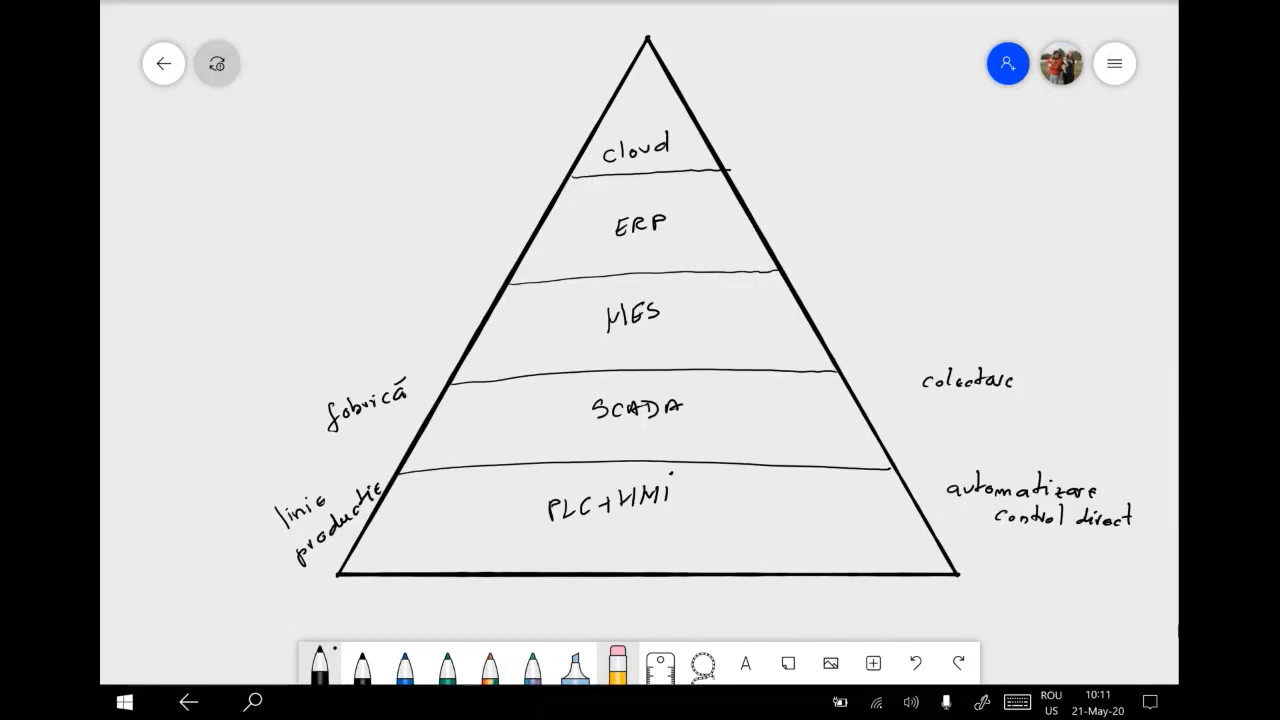 cloud
ERP
MES
fabrică
SCADA
colectare
linie
productie
PLC+HMI
automatizare
control direct
A
ROU
US
10:11
21-May-20